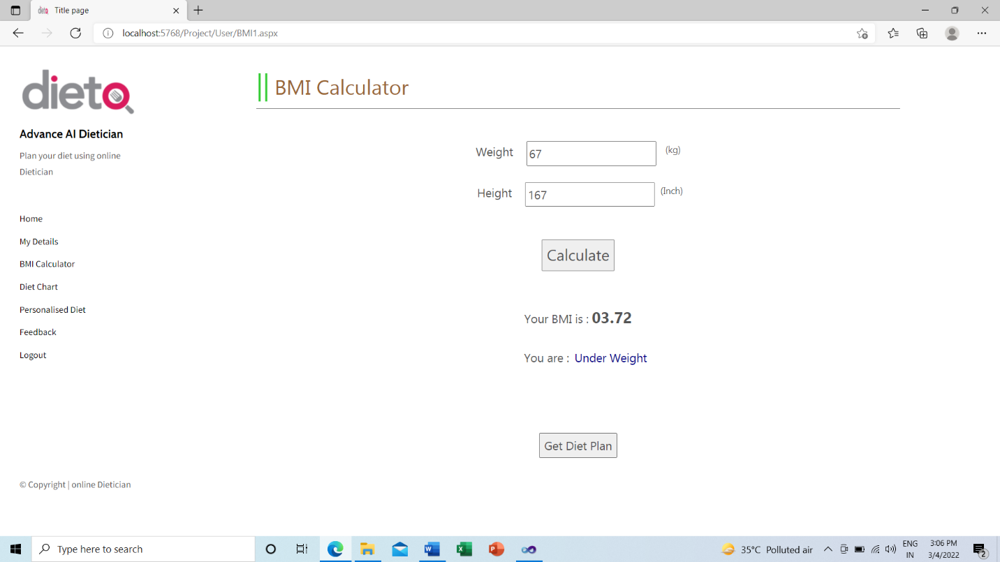 dieto Title page
localhost:5768/Project/User/BMI1.aspx
dieto
Advance AI Dietician
Plan your diet using online
Dietician
Home
My Details
BMI Calculator
Diet Chart
Personalised Diet
Feedback
Logout
© Copyright | online Dietician
BMI Calculator
Weight 67 (kg)
Height 167 (Inch)
Calculate
Your BMI is : 03.72
You are : Under Weight
Get Diet Plan
Type here to search
35°C Polluted air
ENG
IN
3:06 PM
3/4/2022
2